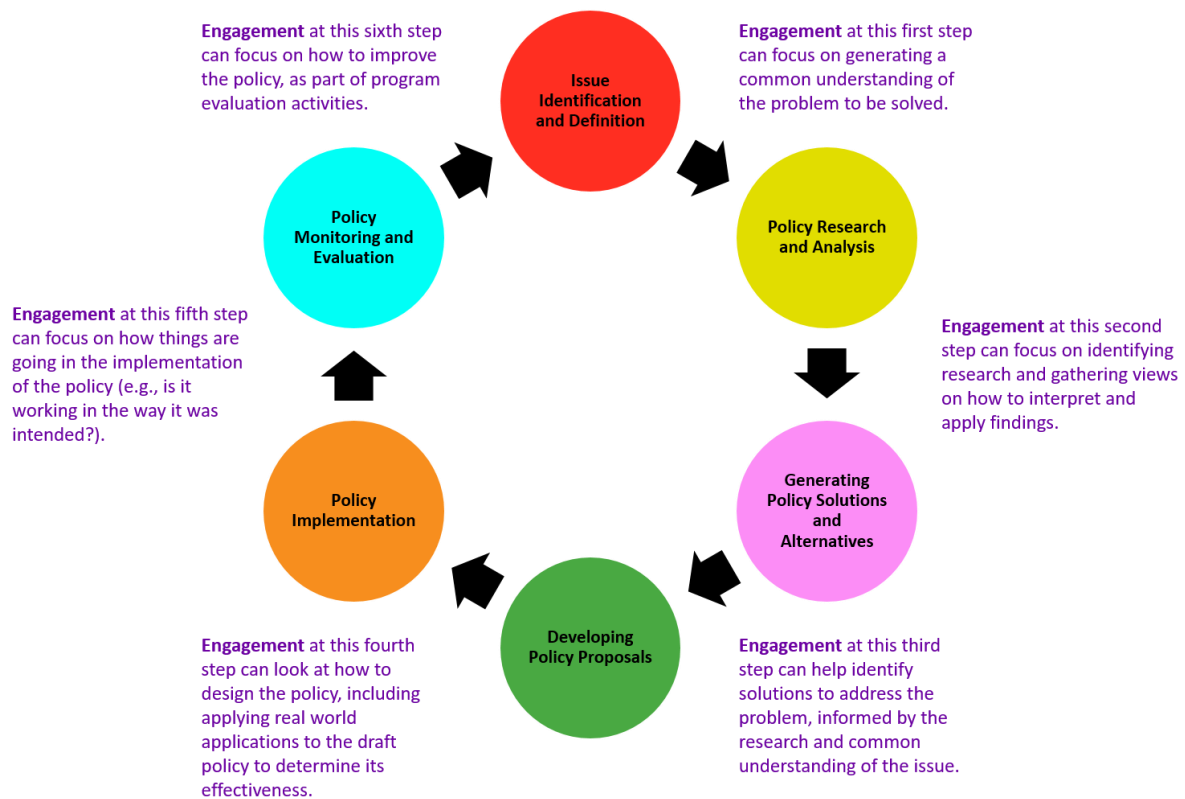 Issue
Identification
and Definition
Engagement at this first step
can focus on generating a
common understanding of
the problem to be solved.
Policy Research
and Analysis
Engagement at this second
step can focus on identifying
research and gathering views
on how to interpret and
apply findings.
Generating
Policy Solutions
and
Alternatives
Engagement at this third
step can help identify
solutions to address the
problem, informed by the
research and common
understanding of the issue.
Developing
Policy Proposals
Engagement at this fourth
step can look at how to
design the policy, including
applying real world
applications to the draft
policy to determine its
effectiveness.
Policy
Implementation
Engagement at this fifth step
can focus on how things are
going in the implementation
of the policy (e.g., is it
working in the way it was
intended?).
Policy
Monitoring and
Evaluation
Engagement at this sixth step
can focus on how to improve
the policy, as part of program
evaluation activities.